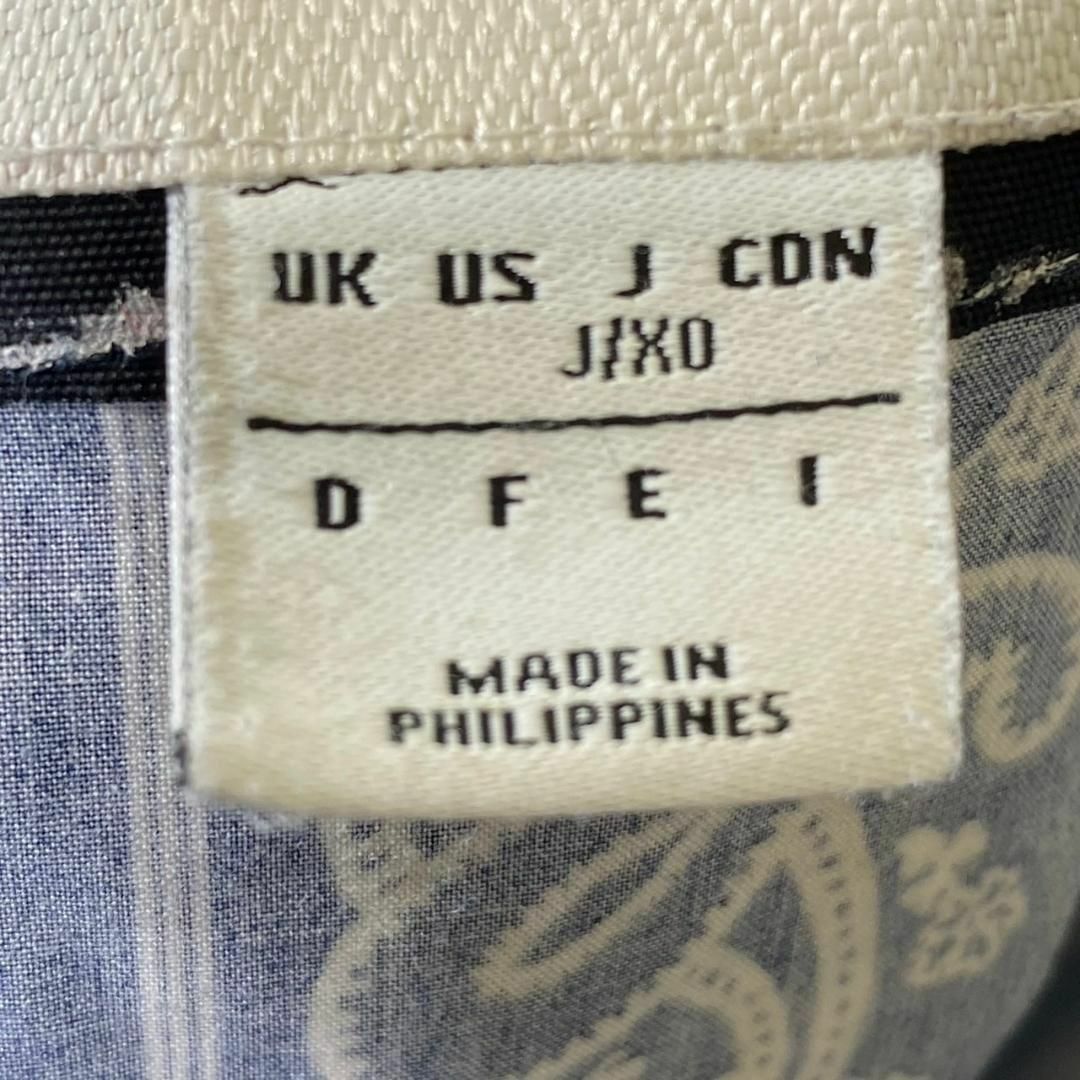 UK US J CDN
J/XO
D F E I
MADE IN
PHILIPPINES